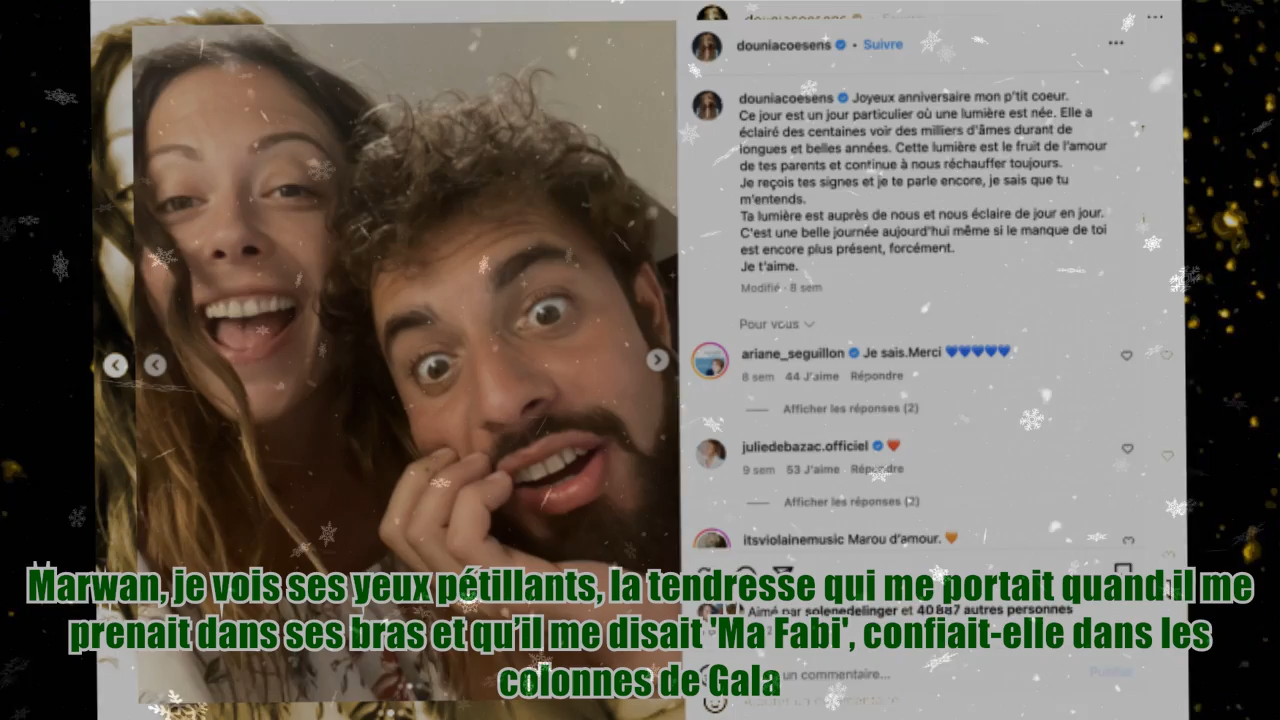 douniacoesens • Suivre
douniacoesens Joyeux anniversaire mon p'tit coeur.
Ce jour est un jour particulier où une lumière est née. Elle a
éclairé des centaines voir des milliers d'âmes durant de
longues et belles années. Cette lumière est le fruit de l'amour
de tes parents et continue à nous réchauffer toujours.
Je reçois tes signes et je te parle encore, je sais que tu
m'entends.
Ta lumière est auprès de nous et nous éclaire de jour en jour.
C'est une belle journée aujourd'hui même si le manque de toi
est encore plus présent, forcément.
Je t'aime.
Modifié · 8 sem
Pour vous
ariane_seguillon Je sais.Merci 💙💙💙💙💙
8 sem 44 J'aime Répondre
Afficher les réponses (2)
juliedebazac.officiel ❤️
9 sem 53 J'aime Répondre
Afficher les réponses (2)
itsviolainemusic Marou d'amour. 🧡
Marwan, je vois ses yeux pétillants, la tendresse qui me portait quand il me
Aimé par solenedelinger et 40 887 autres personnes
prenait dans ses bras et qu'il me disait 'Ma Fabi', confiait-elle dans les
colonnes de Gala
un commentaire...
Publier